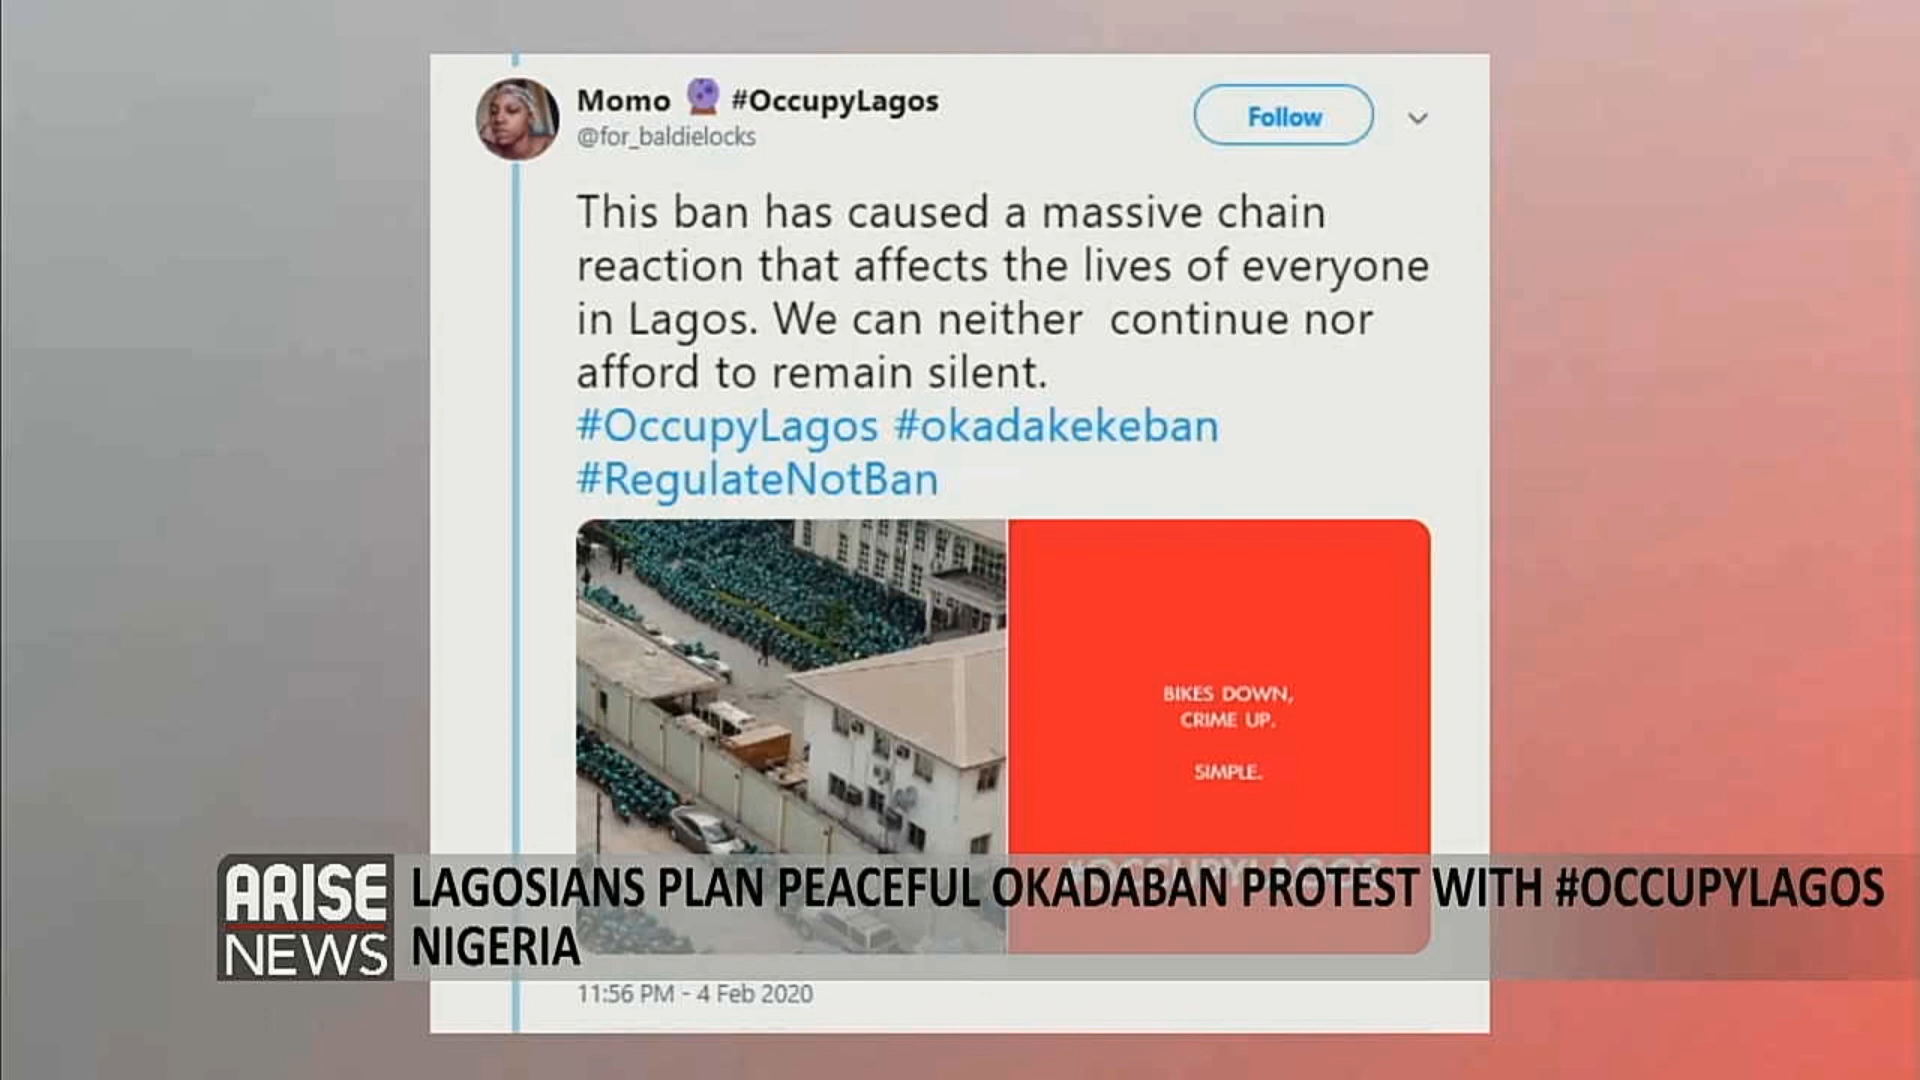 Momo #OccupyLagos
@for_baldielocks
Follow
This ban has caused a massive chain
reaction that affects the lives of everyone
in Lagos. We can neither continue nor
afford to remain silent.
#OccupyLagos #okadakekeban
#RegulateNotBan
BIKES DOWN,
CRIME UP.
SIMPLE.
#OCCUPYLAGOS
ARISE
NEWS
LAGOSIANS PLAN PEACEFUL OKADABAN PROTEST WITH #OCCUPYLAGOS
NIGERIA
11:56 PM - 4 Feb 2020